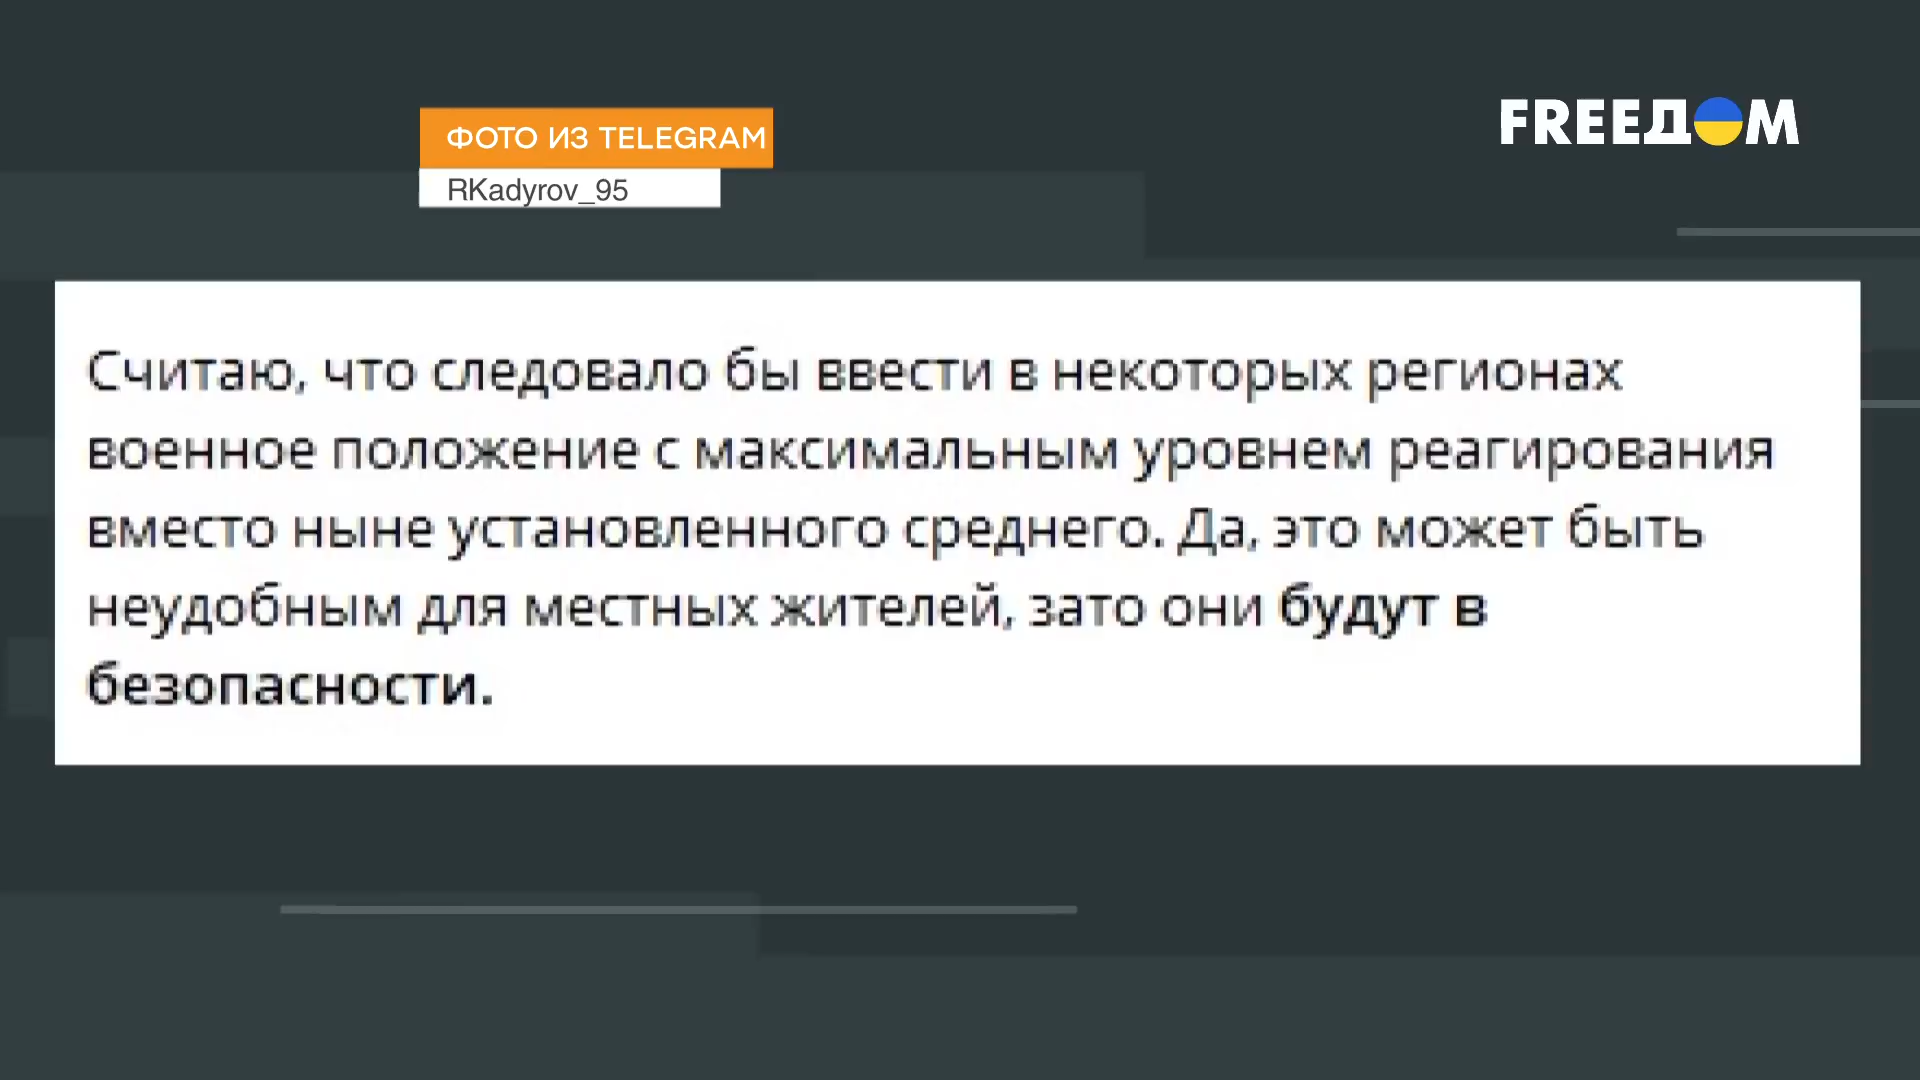 ФОТО ИЗ TELEGRAM
RKadyrov_95
FREEДОМ
Считаю, что следовало бы ввести в некоторых регионах
военное положение с максимальным уровнем реагирования
вместо ныне установленного среднего. Да, это может быть
неудобным для местных жителей, зато они будут в
безопасности.